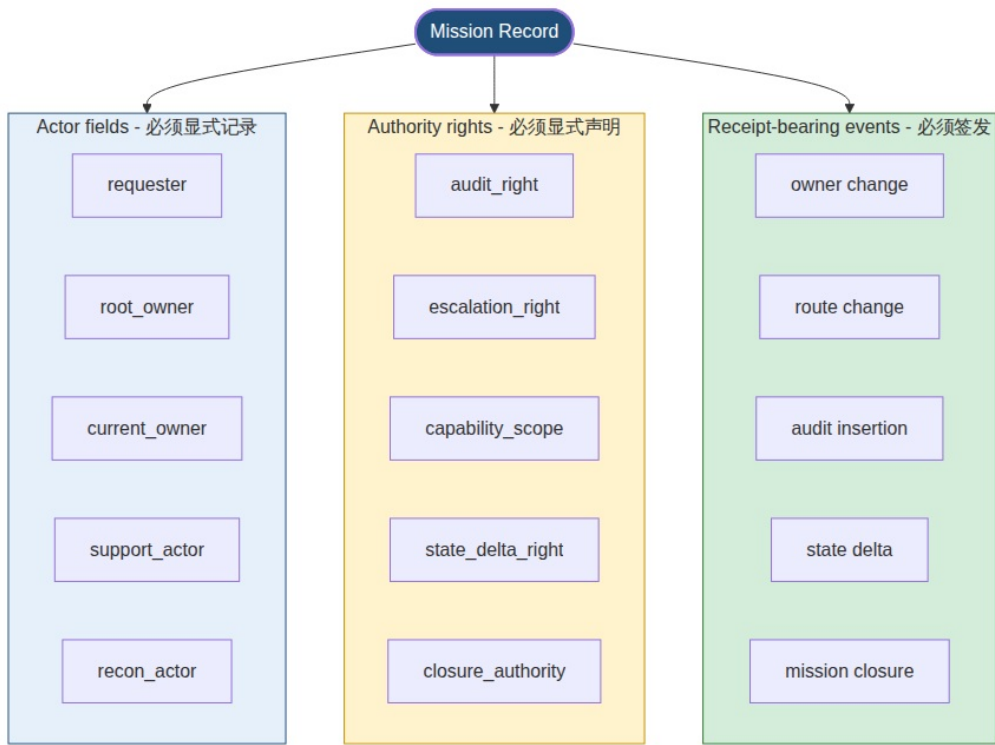 Mission Record
Actor fields - 必须显式记录
requester
root_owner
current_owner
support_actor
recon_actor
Authority rights - 必须显式声明
audit_right
escalation_right
capability_scope
state_delta_right
closure_authority
Receipt-bearing events - 必须签发
owner change
route change
audit insertion
state delta
mission closure